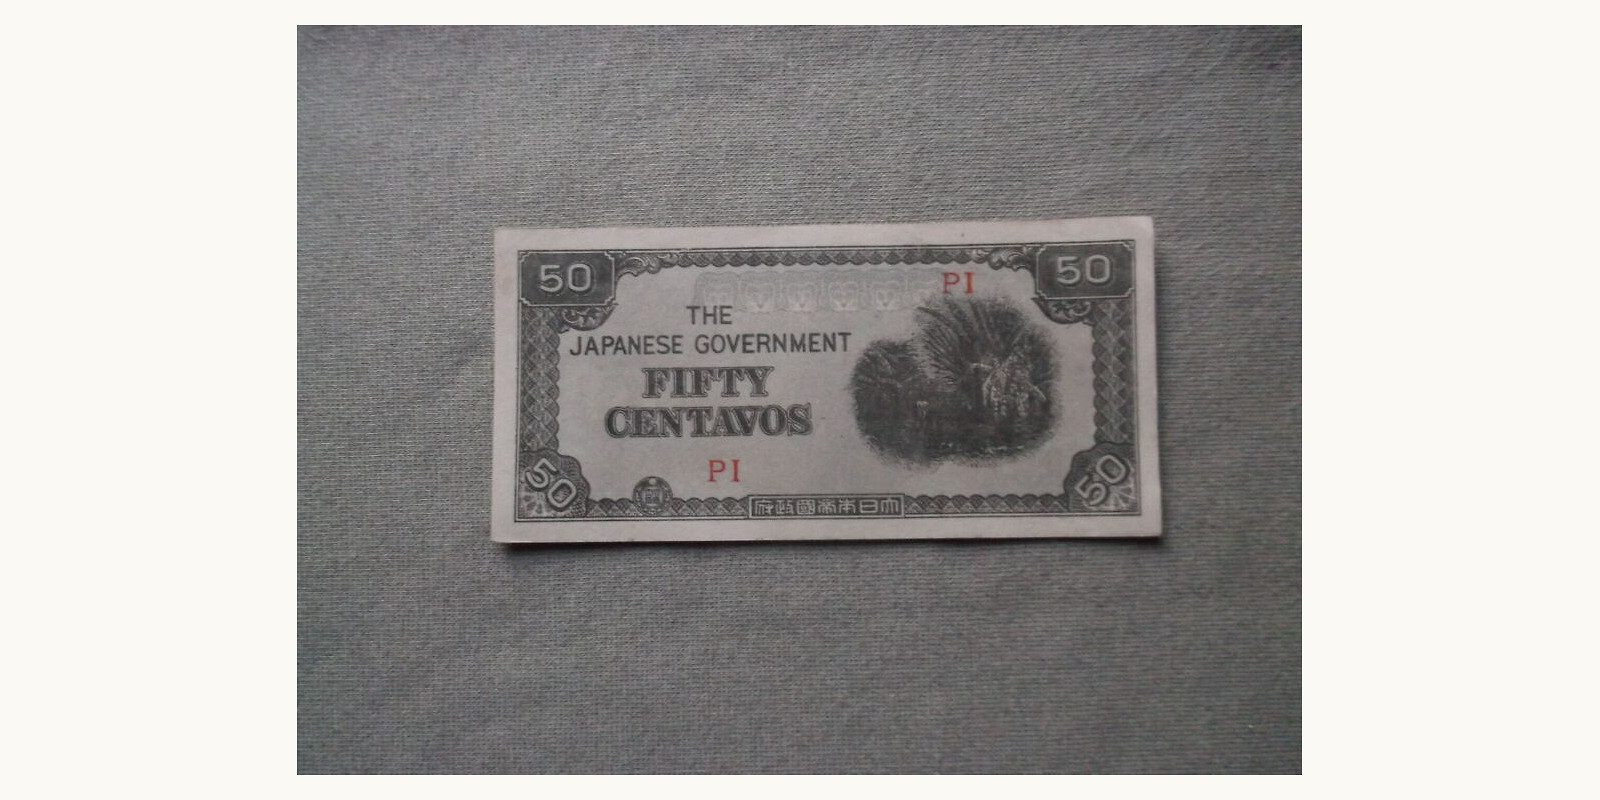 50
50
PI
THE
JAPANESE GOVERNMENT
FIFTY
CENTAVOS
PI
50
50
府政國帝本日大